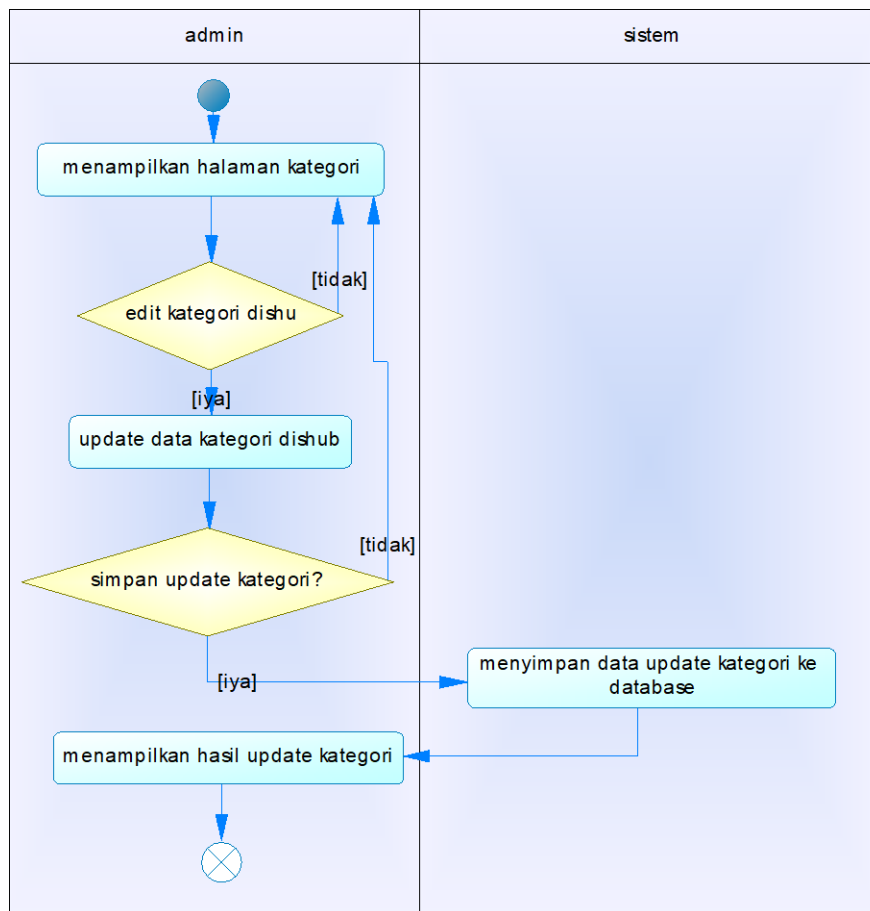 admin
sistem
menampilkan halaman kategori
[tidak]
edit kategori dishu
[iya]
update data kategori dishub
[tidak]
simpan update kategori?
[iya]
menyimpan data update kategori ke
database
menampilkan hasil update kategori